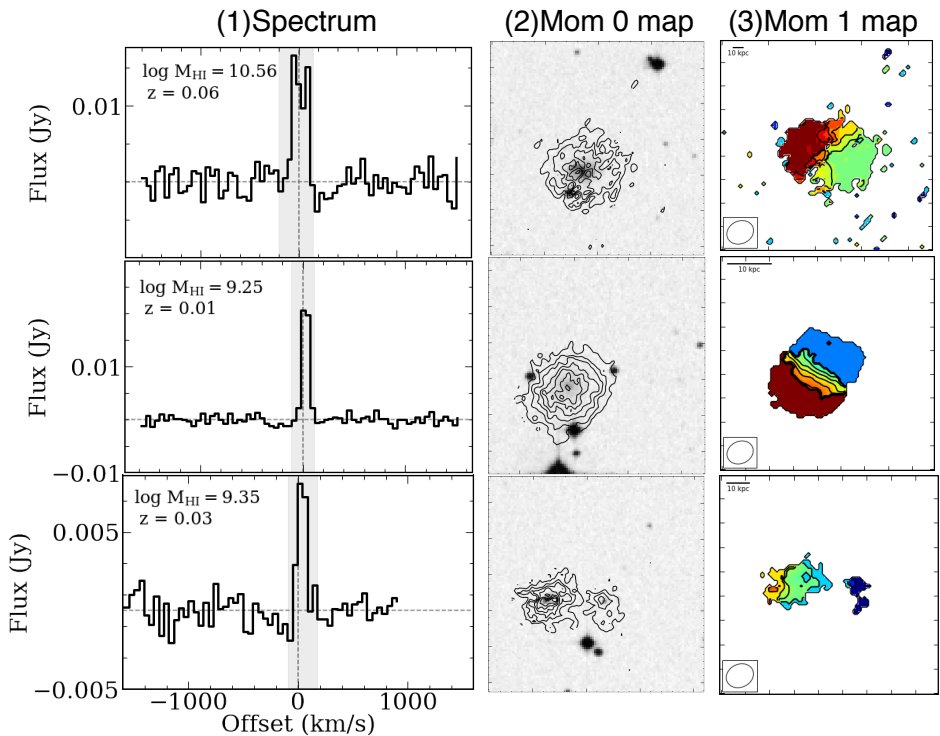 (1)Spectrum
(2)Mom 0 map
(3)Mom 1 map
log M_HI = 10.56
z = 0.06
0.01
Flux (Jy)
10 kpc
log M_HI = 9.25
z = 0.01
0.01
−0.01
Flux (Jy)
10 kpc
log M_HI = 9.35
z = 0.03
0.01
0.005
−0.005
Flux (Jy)
10 kpc
−1000
0
1000
Offset (km/s)